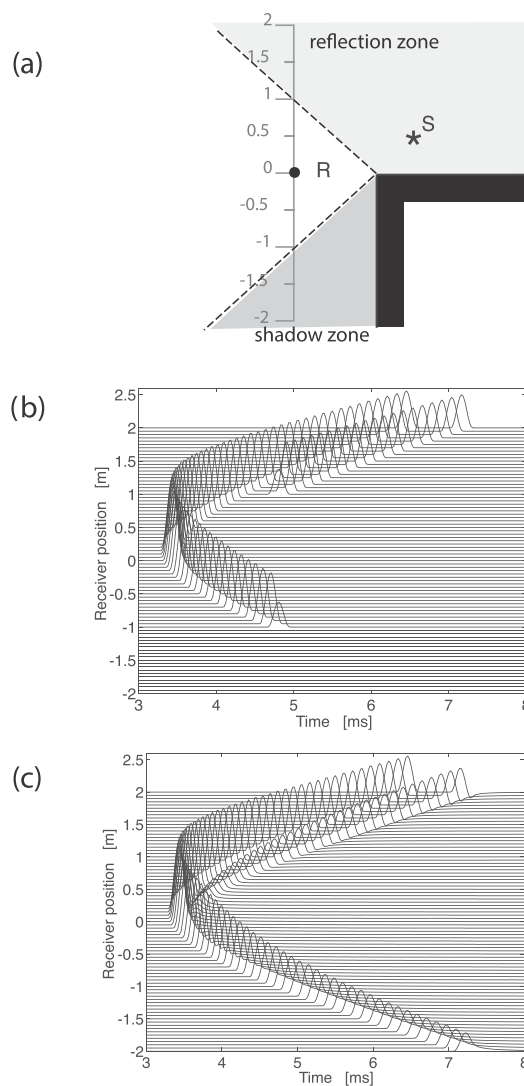 (a)
2
reflection zone
1.5
1
0.5
S
0
R
-0.5
-1
-1.5
-2
shadow zone
(b)
2.5
2
1.5
1
0.5
0
-0.5
-1
-1.5
-2
Receiver position [m]
3 4 5 6 7 8
Time [ms]
(c)
2.5
2
1.5
1
0.5
0
-0.5
-1
-1.5
-2
Receiver position [m]
3 4 5 6 7 8
Time [ms]